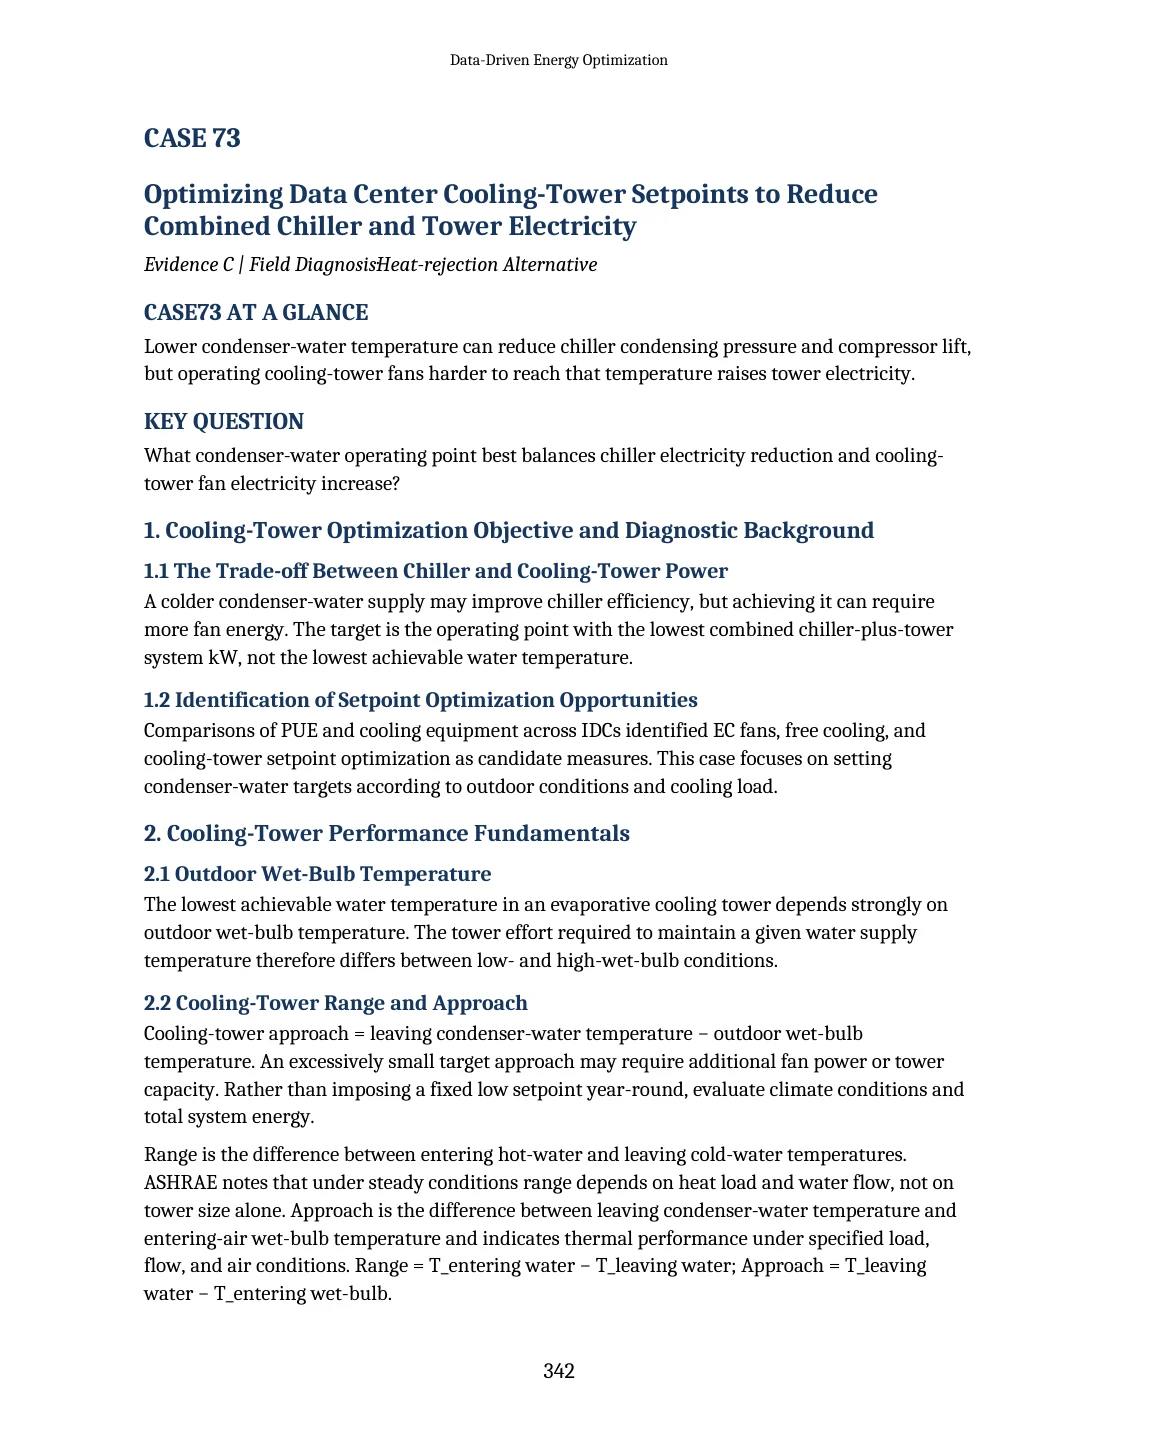 Data-Driven Energy Optimization
CASE 73
Optimizing Data Center Cooling-Tower Setpoints to Reduce
Combined Chiller and Tower Electricity
Evidence C | Field DiagnosisHeat-rejection Alternative
CASE73 AT A GLANCE
Lower condenser-water temperature can reduce chiller condensing pressure and compressor lift,
but operating cooling-tower fans harder to reach that temperature raises tower electricity.
KEY QUESTION
What condenser-water operating point best balances chiller electricity reduction and cooling-
tower fan electricity increase?
1. Cooling-Tower Optimization Objective and Diagnostic Background
1.1 The Trade-off Between Chiller and Cooling-Tower Power
A colder condenser-water supply may improve chiller efficiency, but achieving it can require
more fan energy. The target is the operating point with the lowest combined chiller-plus-tower
system kW, not the lowest achievable water temperature.
1.2 Identification of Setpoint Optimization Opportunities
Comparisons of PUE and cooling equipment across IDCs identified EC fans, free cooling, and
cooling-tower setpoint optimization as candidate measures. This case focuses on setting
condenser-water targets according to outdoor conditions and cooling load.
2. Cooling-Tower Performance Fundamentals
2.1 Outdoor Wet-Bulb Temperature
The lowest achievable water temperature in an evaporative cooling tower depends strongly on
outdoor wet-bulb temperature. The tower effort required to maintain a given water supply
temperature therefore differs between low- and high-wet-bulb conditions.
2.2 Cooling-Tower Range and Approach
Cooling-tower approach = leaving condenser-water temperature − outdoor wet-bulb
temperature. An excessively small target approach may require additional fan power or tower
capacity. Rather than imposing a fixed low setpoint year-round, evaluate climate conditions and
total system energy.
Range is the difference between entering hot-water and leaving cold-water temperatures.
ASHRAE notes that under steady conditions range depends on heat load and water flow, not on
tower size alone. Approach is the difference between leaving condenser-water temperature and
entering-air wet-bulb temperature and indicates thermal performance under specified load,
flow, and air conditions. Range = T_entering water − T_leaving water; Approach = T_leaving
water − T_entering wet-bulb.
342